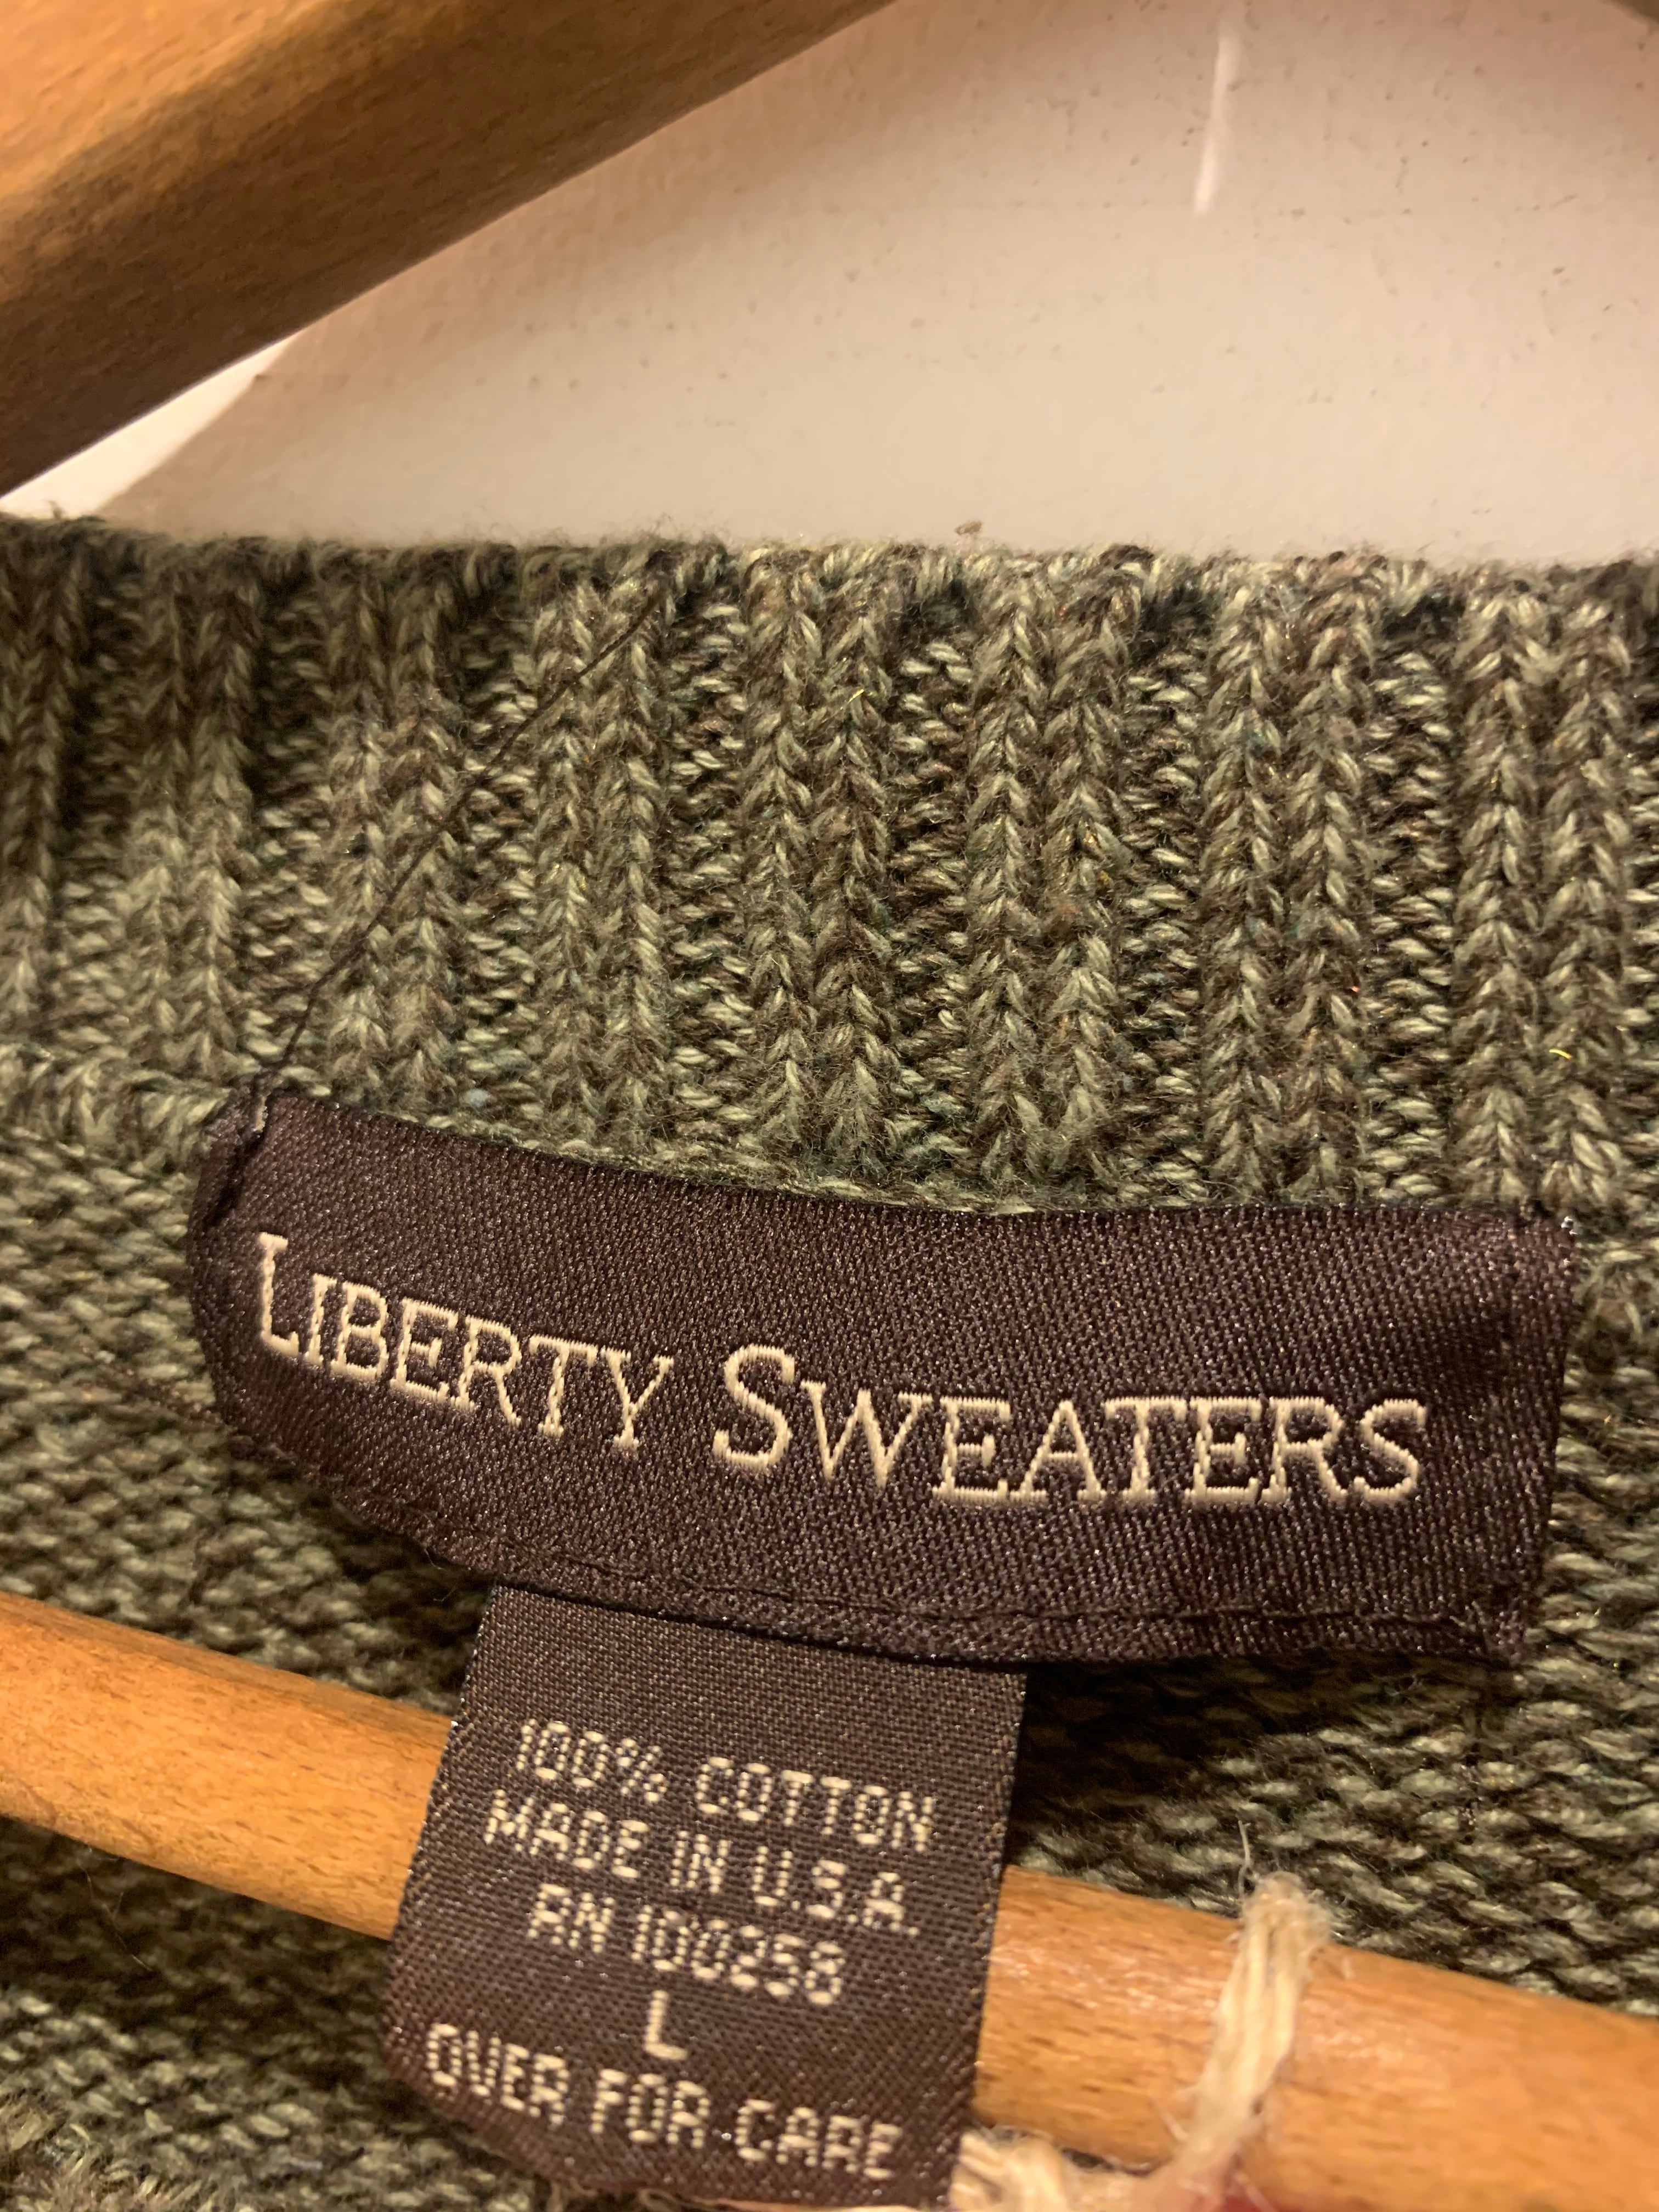 LIBERTY SWEATERS
100% COTTON
MADE IN U.S.A.
RN 100258
L
OVER FOR CARE